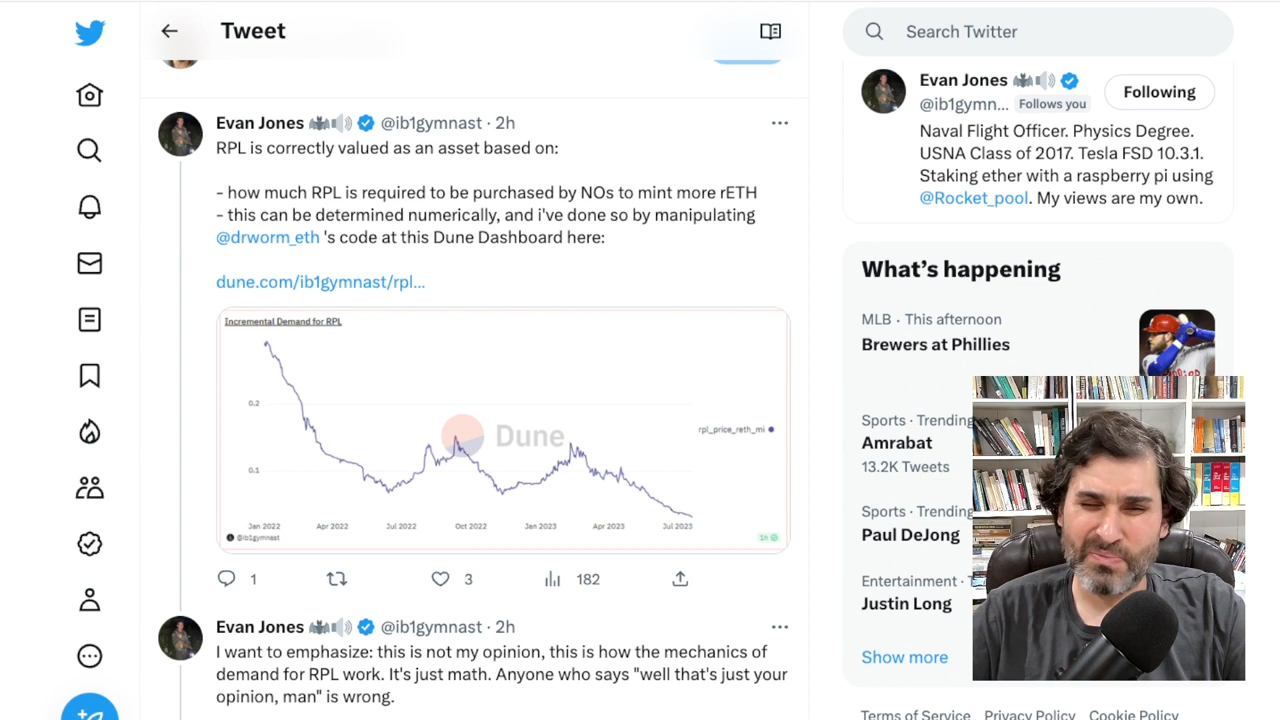 Tweet
Evan Jones @ib1gymnast · 2h
RPL is correctly valued as an asset based on:
- how much RPL is required to be purchased by NOs to mint more rETH
- this can be determined numerically, and i've done so by manipulating
@drworm_eth 's code at this Dune Dashboard here:
dune.com/ib1gymnast/rpl...
Incremental Demand for RPL
0.2
0.1
Dune
rpl_price_reth_mi
Jan 2022 Apr 2022 Jul 2022 Oct 2022 Jan 2023 Apr 2023 Jul 2023
@ib1gymnast
1h
1 3 182
Evan Jones @ib1gymnast · 2h
I want to emphasize: this is not my opinion, this is how the mechanics of
demand for RPL work. It's just math. Anyone who says "well that's just your
opinion, man" is wrong.
Search Twitter
Evan Jones
@ib1gymn... Follows you
Following
Naval Flight Officer. Physics Degree.
USNA Class of 2017. Tesla FSD 10.3.1.
Staking ether with a raspberry pi using
@Rocket_pool. My views are my own.
What's happening
MLB · This afternoon
Brewers at Phillies
Sports · Trending
Amrabat
13.2K Tweets
Sports · Trending
Paul DeJong
Entertainment ·
Justin Long
Show more
Terms of Service Privacy Policy Cookie Policy